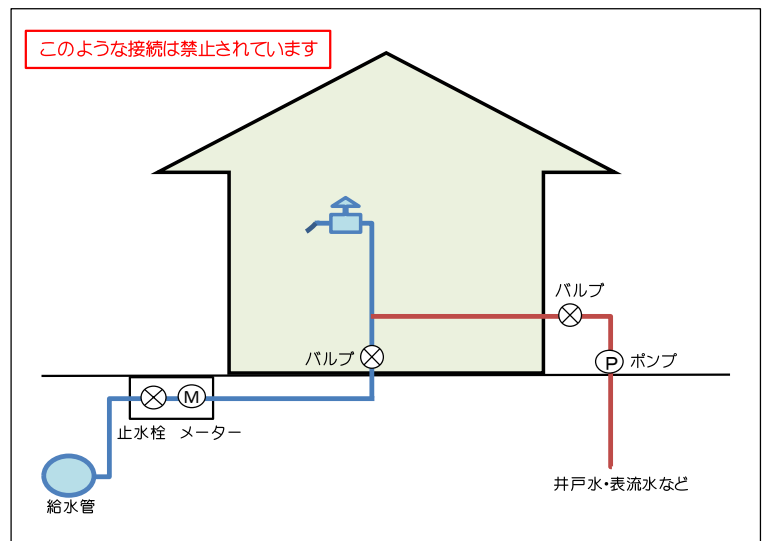 このような接続は禁止されています
バルブ
バルブ
P
ポンプ
M
止水栓
メーター
給水管
井戸水・表流水など